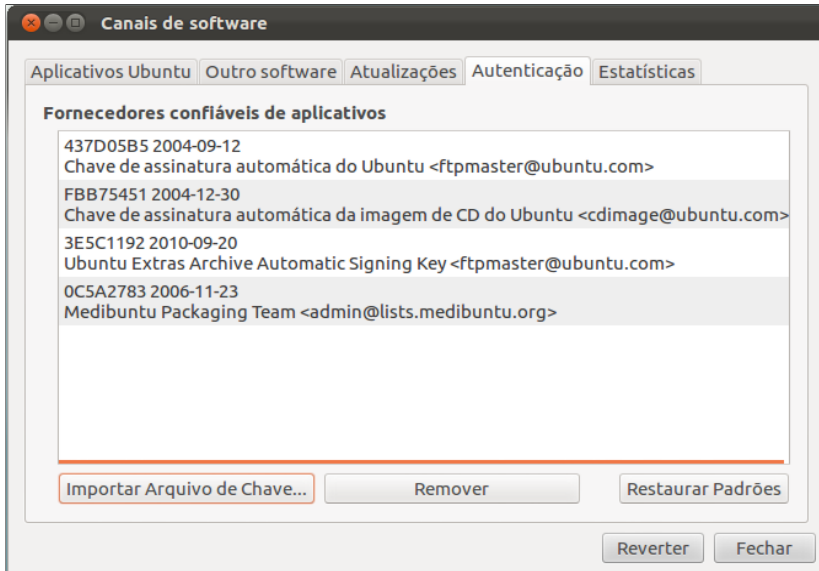 Canais de software
Aplicativos Ubuntu Outro software Atualizações Autenticação Estatísticas
Fornecedores confiáveis de aplicativos
437D05B5 2004-09-12
Chave de assinatura automática do Ubuntu <ftpmaster@ubuntu.com>
FBB75451 2004-12-30
Chave de assinatura automática da imagem de CD do Ubuntu <cdimage@ubuntu.com>
3E5C1192 2010-09-20
Ubuntu Extras Archive Automatic Signing Key <ftpmaster@ubuntu.com>
0C5A2783 2006-11-23
Medibuntu Packaging Team <admin@lists.medibuntu.org>
Importar Arquivo de Chave... Remover Restaurar Padrões
Reverter Fechar